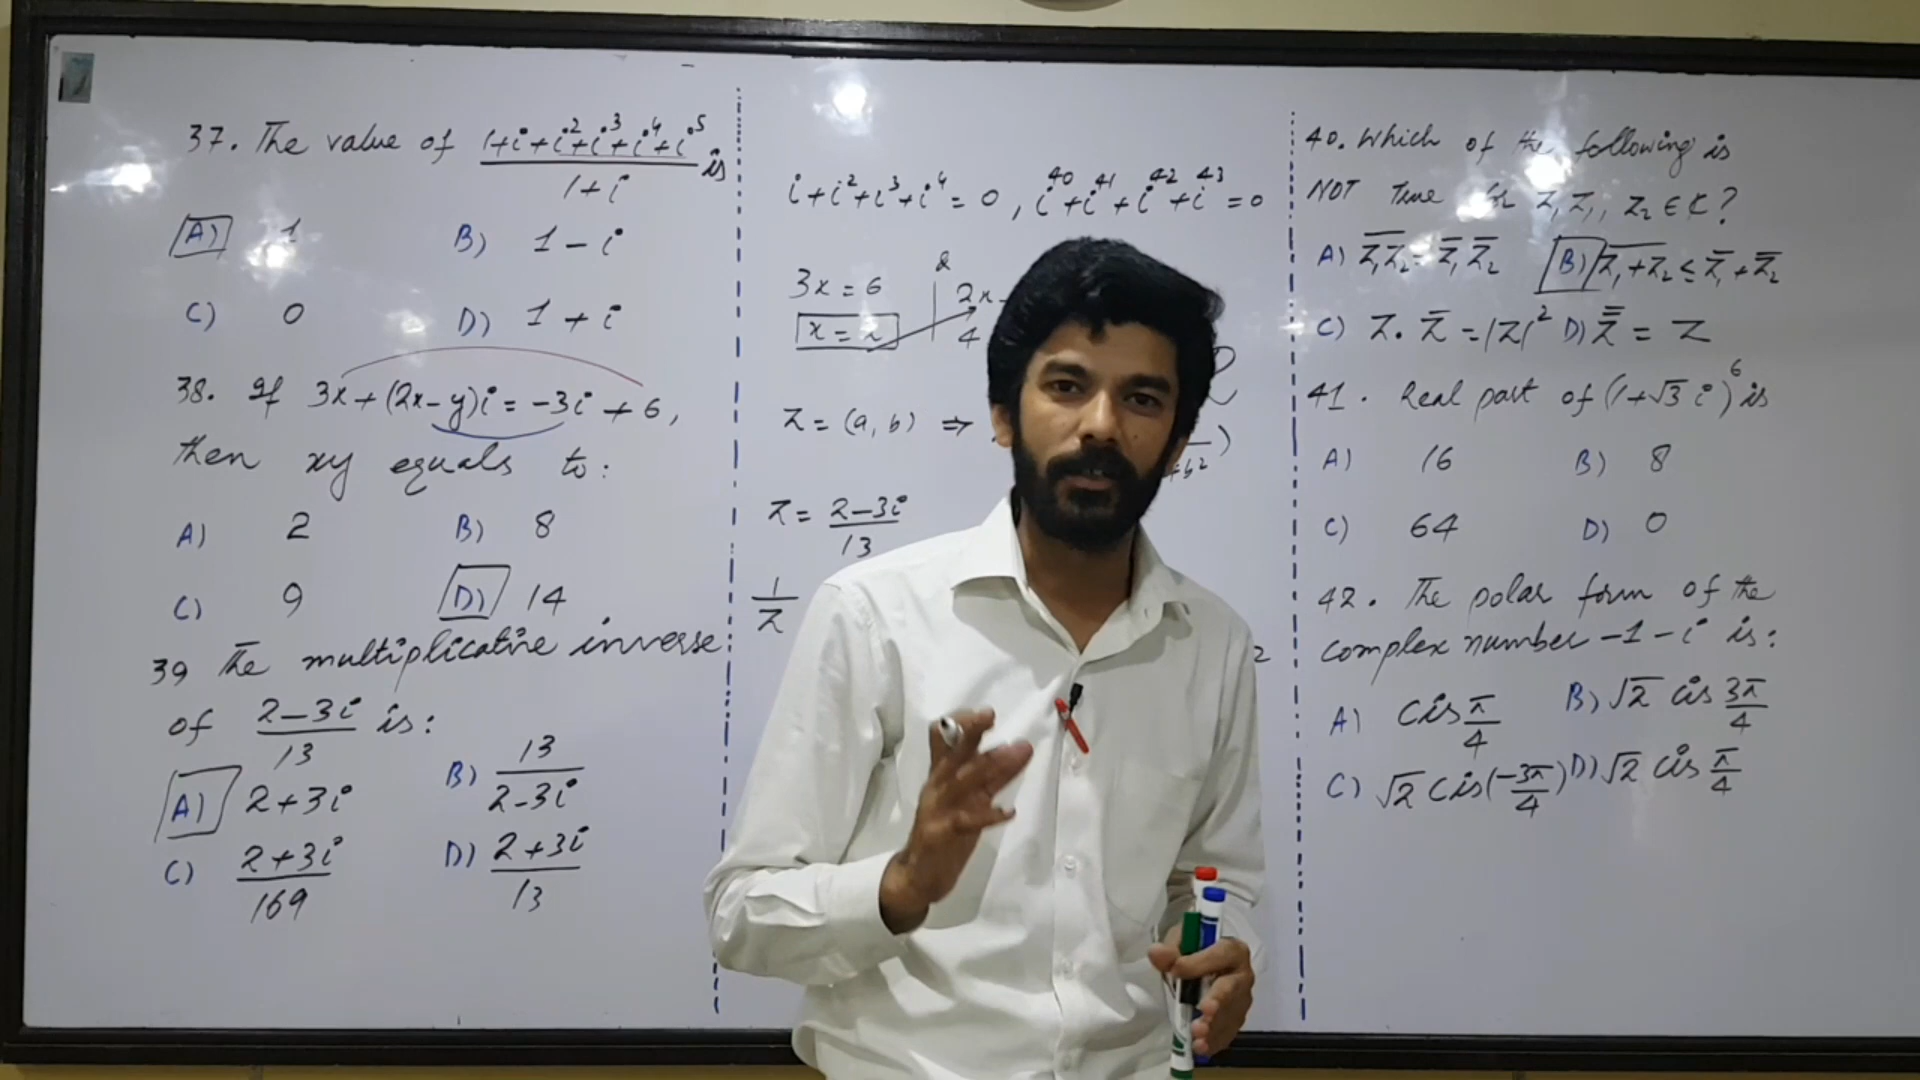 37. The value of 1+i+i²+i³+i⁴+i⁵ / 1+i is
A) 1 B) 1-i
C) 0 D) 1+i
38. If 3x+(2x-y)i = -3i+6,
then xy equals to:
A) 2 B) 8
C) 9 D) 14
39 The multiplicative inverse
of 2-3i / 13 is:
A) 2+3i B) 13 / 2-3i
C) 2+3i / 169 D) 2+3i / 13
i+i²+i³+i⁴=0, i⁴⁰+i⁴¹+i⁴²+i⁴³=0
3x=6 & 2x-
x=2 4
z=(a,b) ⇒
+b²)
z = 2-3i / 13
1/z
2
40. Which of the following is
NOT True for z, z₁, z₂ ∈ ℂ?
A) z̅₁z̅₂ = z̅₁ z̅₂ B) z̅₁+z̅₂ ≤ z̅₁+z̅₂
C) z.z̅ = |z|² D) z̿ = z
41. Real part of (1+√3i)⁶ is
A) 16 B) 8
C) 64 D) 0
42. The polar form of the
complex number -1-i is:
A) cis π/4 B) √2 cis 3π/4
C) √2 cis(-3π/4) D) √2 cis π/4